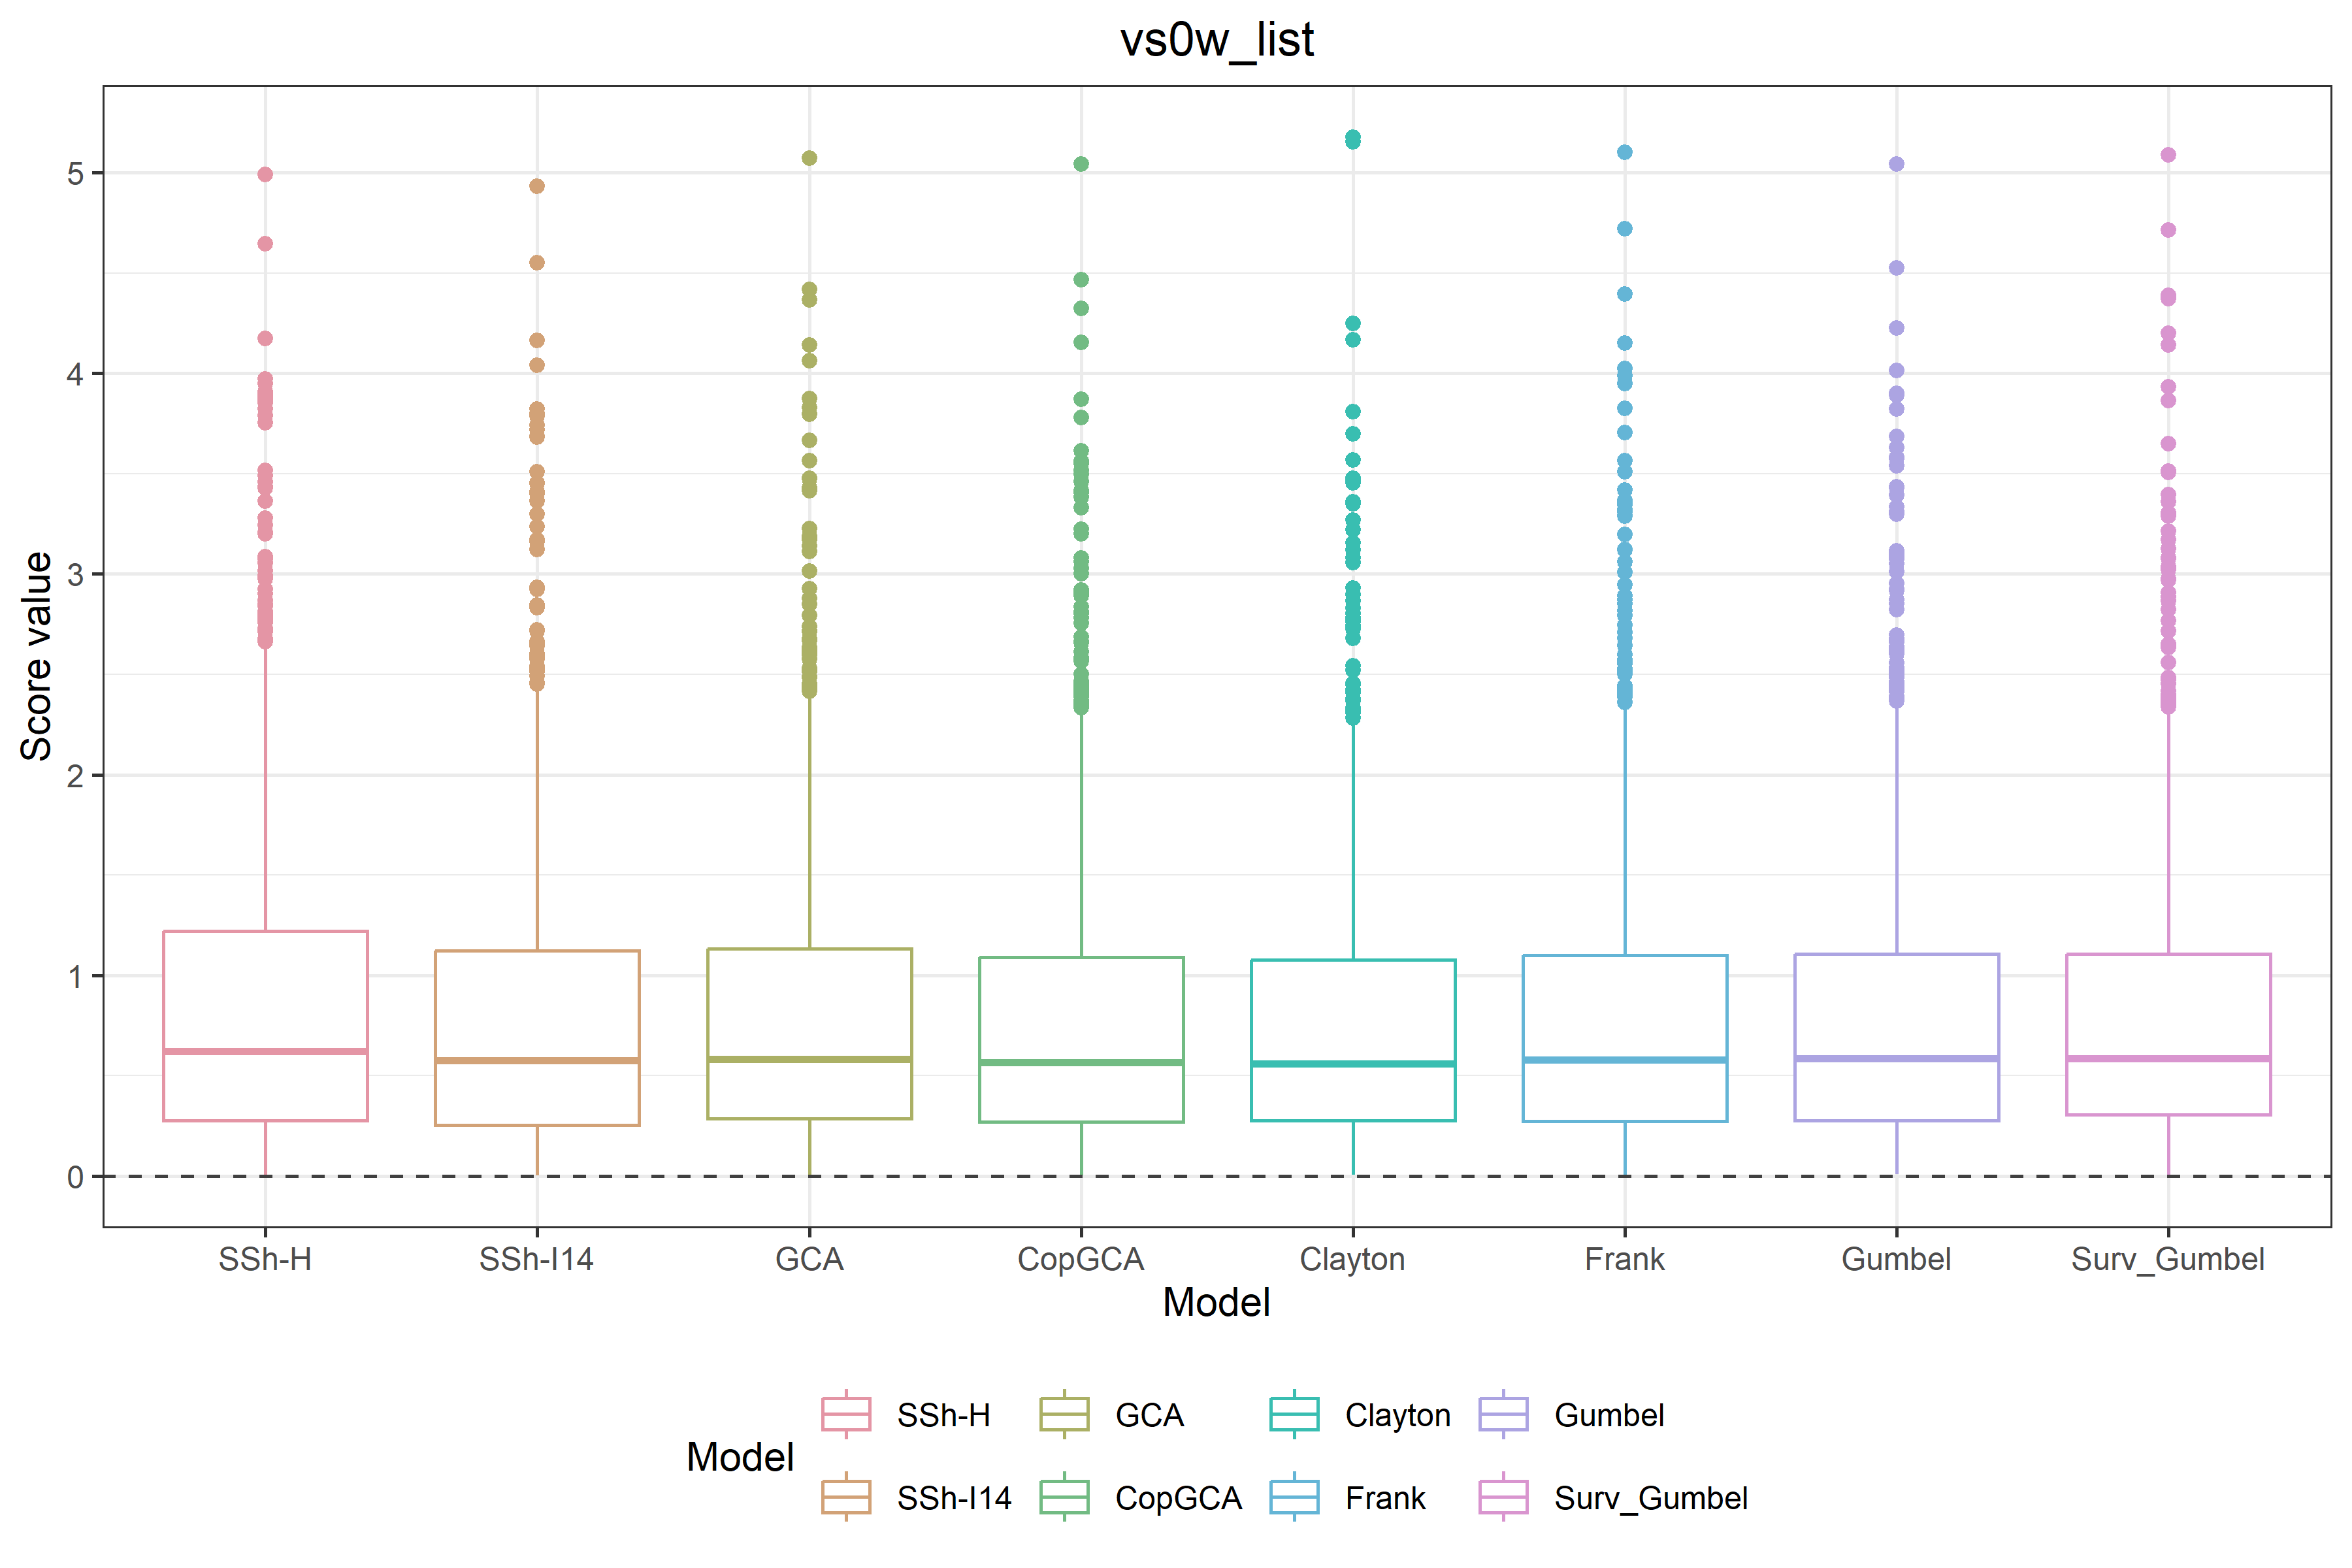 vs0w_list
Score value
5
4
3
2
1
0
SSh-H SSh-I14 GCA CopGCA Clayton Frank Gumbel Surv_Gumbel
Model
Model
SSh-H GCA Clayton Gumbel
SSh-I14 CopGCA Frank Surv_Gumbel